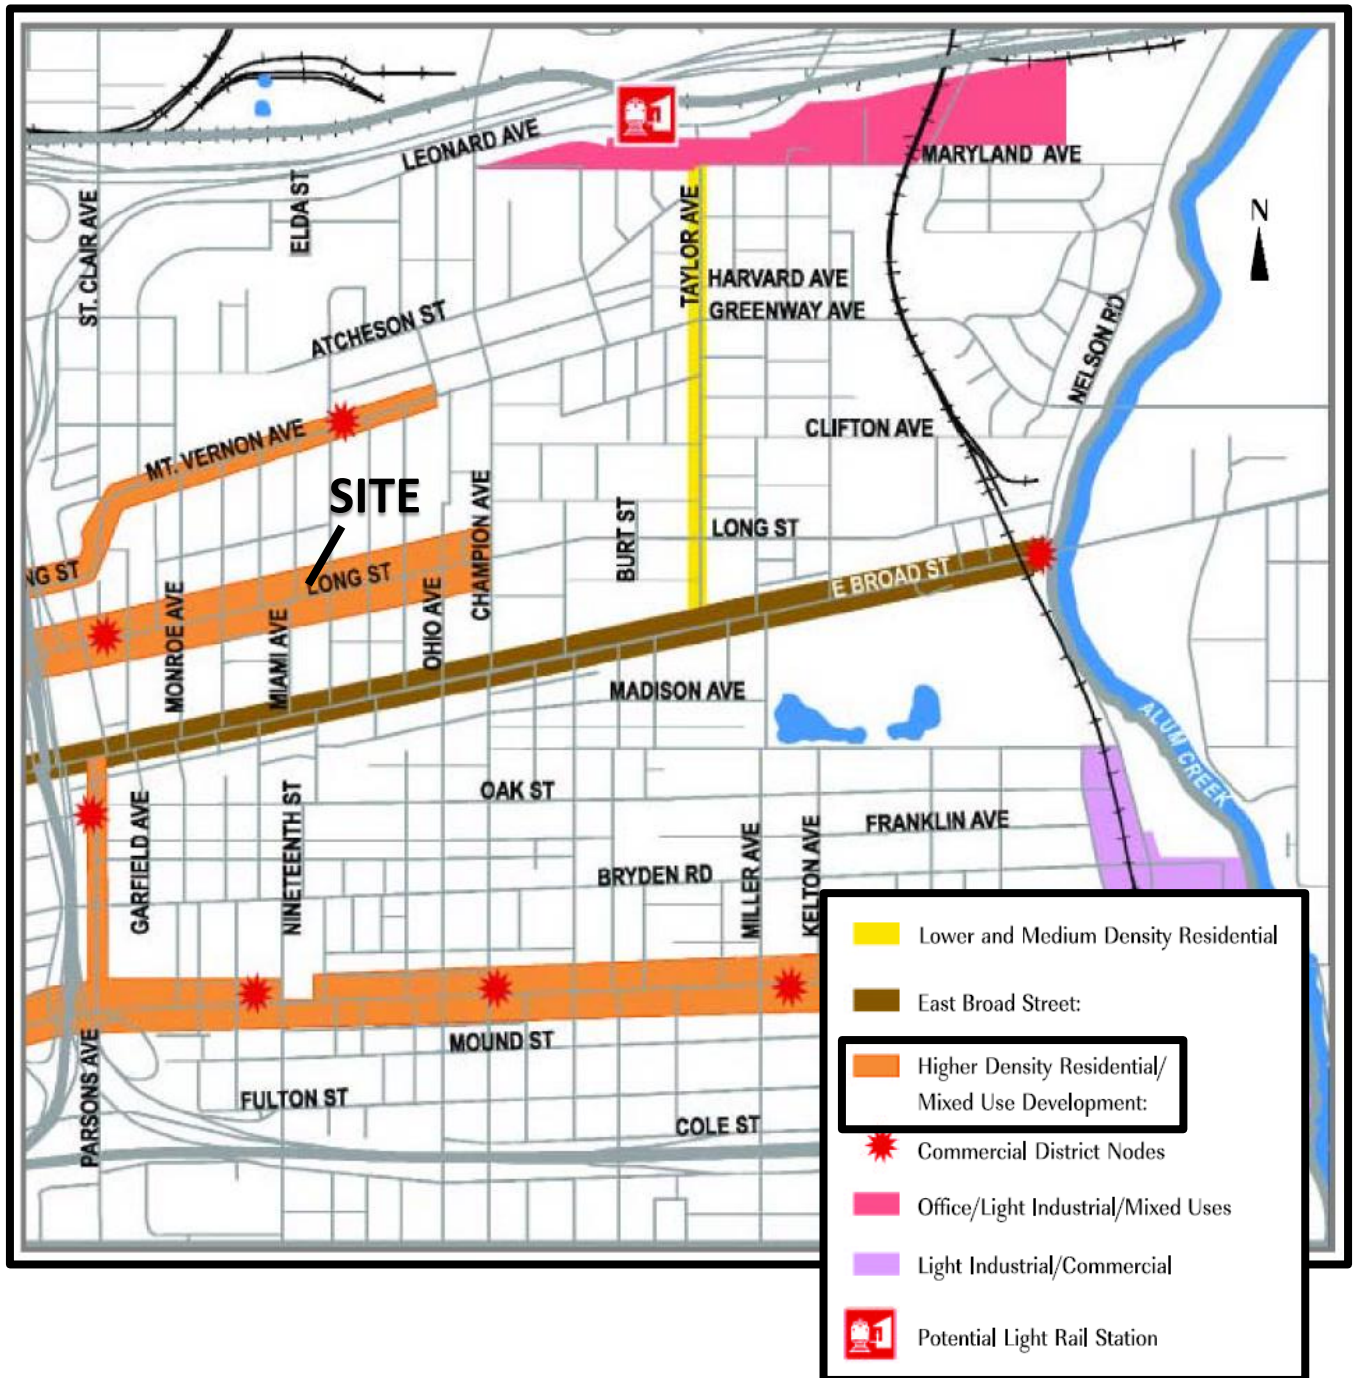 LEONARD AVE
MARYLAND AVE
ST. CLAIR AVE
ELDA ST
TAYLOR AVE
N
HARVARD AVE
GREENWAY AVE
ATCHESON ST
NELSON RD
MT. VERNON AVE
CLIFTON AVE
SITE
CHAMPION AVE
BURT ST
LONG ST
NG ST
LONG ST
E BROAD ST
MONROE AVE
MIAMI AVE
OHIO AVE
MADISON AVE
ALUM CREEK
OAK ST
GARFIELD AVE
NINETEENTH ST
FRANKLIN AVE
MILLER AVE
KELTON AVE
BRYDEN RD
PARSONS AVE
MOUND ST
FULTON ST
COLE ST
Lower and Medium Density Residential
East Broad Street:
Higher Density Residential/
Mixed Use Development:
Commercial District Nodes
Office/Light Industrial/Mixed Uses
Light Industrial/Commercial
Potential Light Rail Station